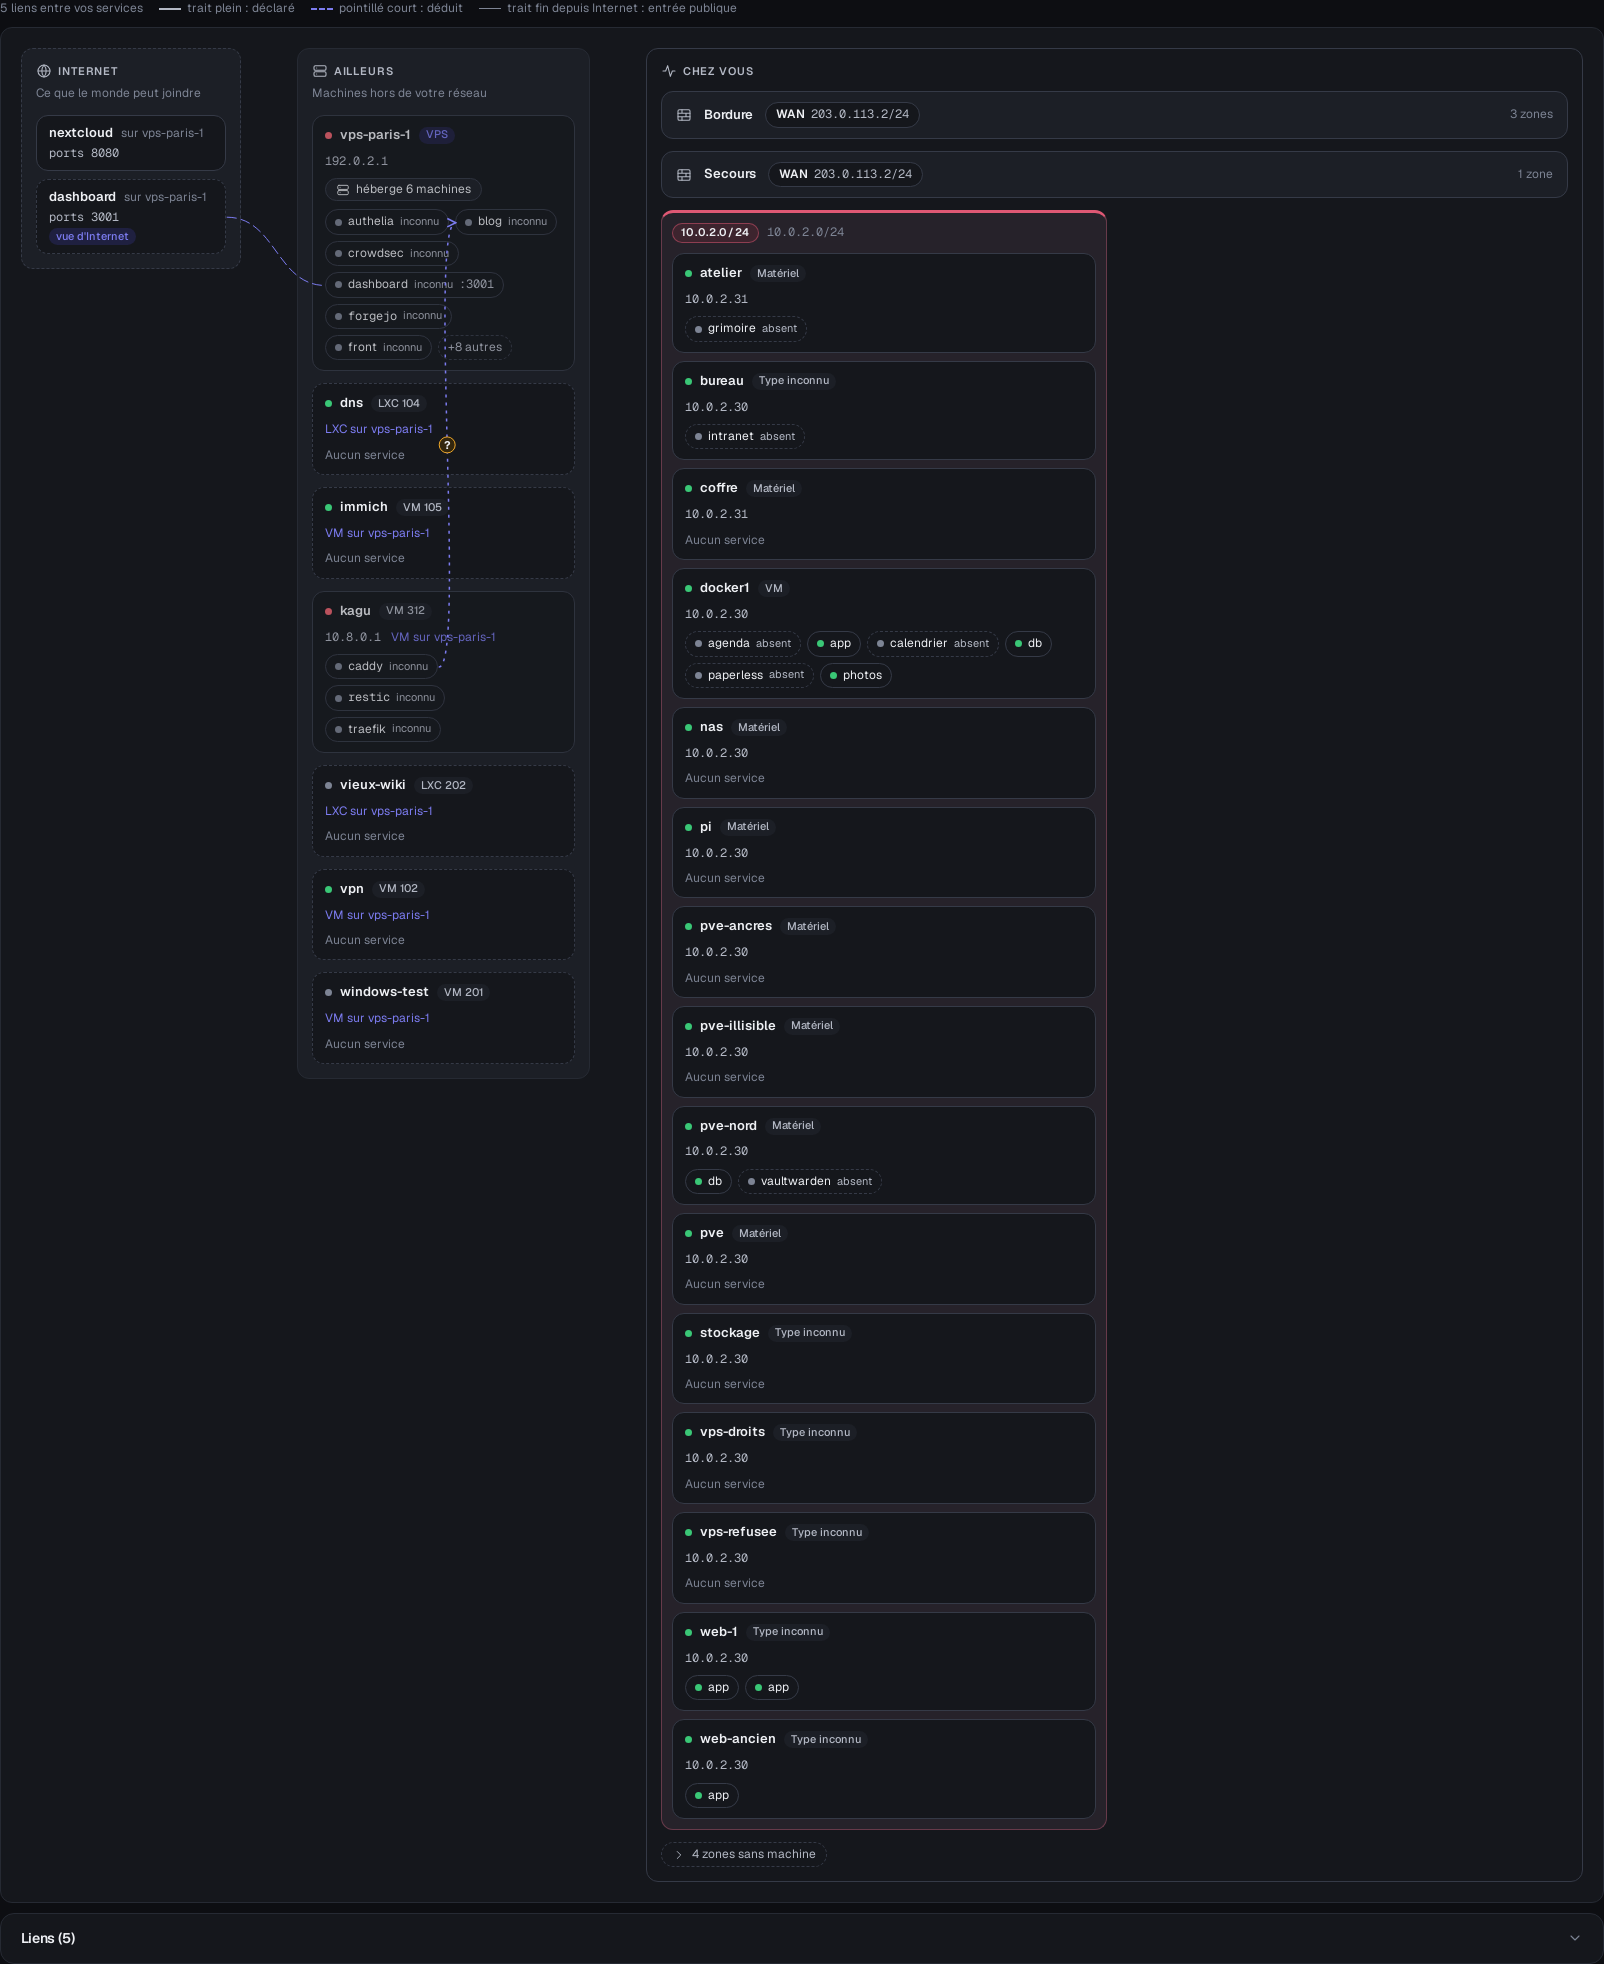 5 liens entre vos services trait plein : déclaré pointillé court : déduit trait fin depuis Internet : entrée publique
INTERNET
Ce que le monde peut joindre
nextcloud sur vps-paris-1
ports 8080
dashboard sur vps-paris-1
ports 3001
vue d'Internet
AILLEURS
Machines hors de votre réseau
vps-paris-1 VPS
192.0.2.1
héberge 6 machines
authelia inconnu blog inconnu
crowdsec inconnu
dashboard inconnu :3001
forgejo inconnu
front inconnu +8 autres
dns LXC 104
LXC sur vps-paris-1
?
Aucun service
immich VM 105
VM sur vps-paris-1
Aucun service
kagu VM 312
10.8.0.1 VM sur vps-paris-1
caddy inconnu
restic inconnu
traefik inconnu
vieux-wiki LXC 202
LXC sur vps-paris-1
Aucun service
vpn VM 102
VM sur vps-paris-1
Aucun service
windows-test VM 201
VM sur vps-paris-1
Aucun service
CHEZ VOUS
Bordure WAN 203.0.113.2/24 3 zones
Secours WAN 203.0.113.2/24 1 zone
10.0.2.0/24 10.0.2.0/24
atelier Matériel
10.0.2.31
grimoire absent
bureau Type inconnu
10.0.2.30
intranet absent
coffre Matériel
10.0.2.31
Aucun service
docker1 VM
10.0.2.30
agenda absent app calendrier absent db
paperless absent photos
nas Matériel
10.0.2.30
Aucun service
pi Matériel
10.0.2.30
Aucun service
pve-ancres Matériel
10.0.2.30
Aucun service
pve-illisible Matériel
10.0.2.30
Aucun service
pve-nord Matériel
10.0.2.30
db vaultwarden absent
pve Matériel
10.0.2.30
Aucun service
stockage Type inconnu
10.0.2.30
Aucun service
vps-droits Type inconnu
10.0.2.30
Aucun service
vps-refusee Type inconnu
10.0.2.30
Aucun service
web-1 Type inconnu
10.0.2.30
app app
web-ancien Type inconnu
10.0.2.30
app
4 zones sans machine
Liens (5)